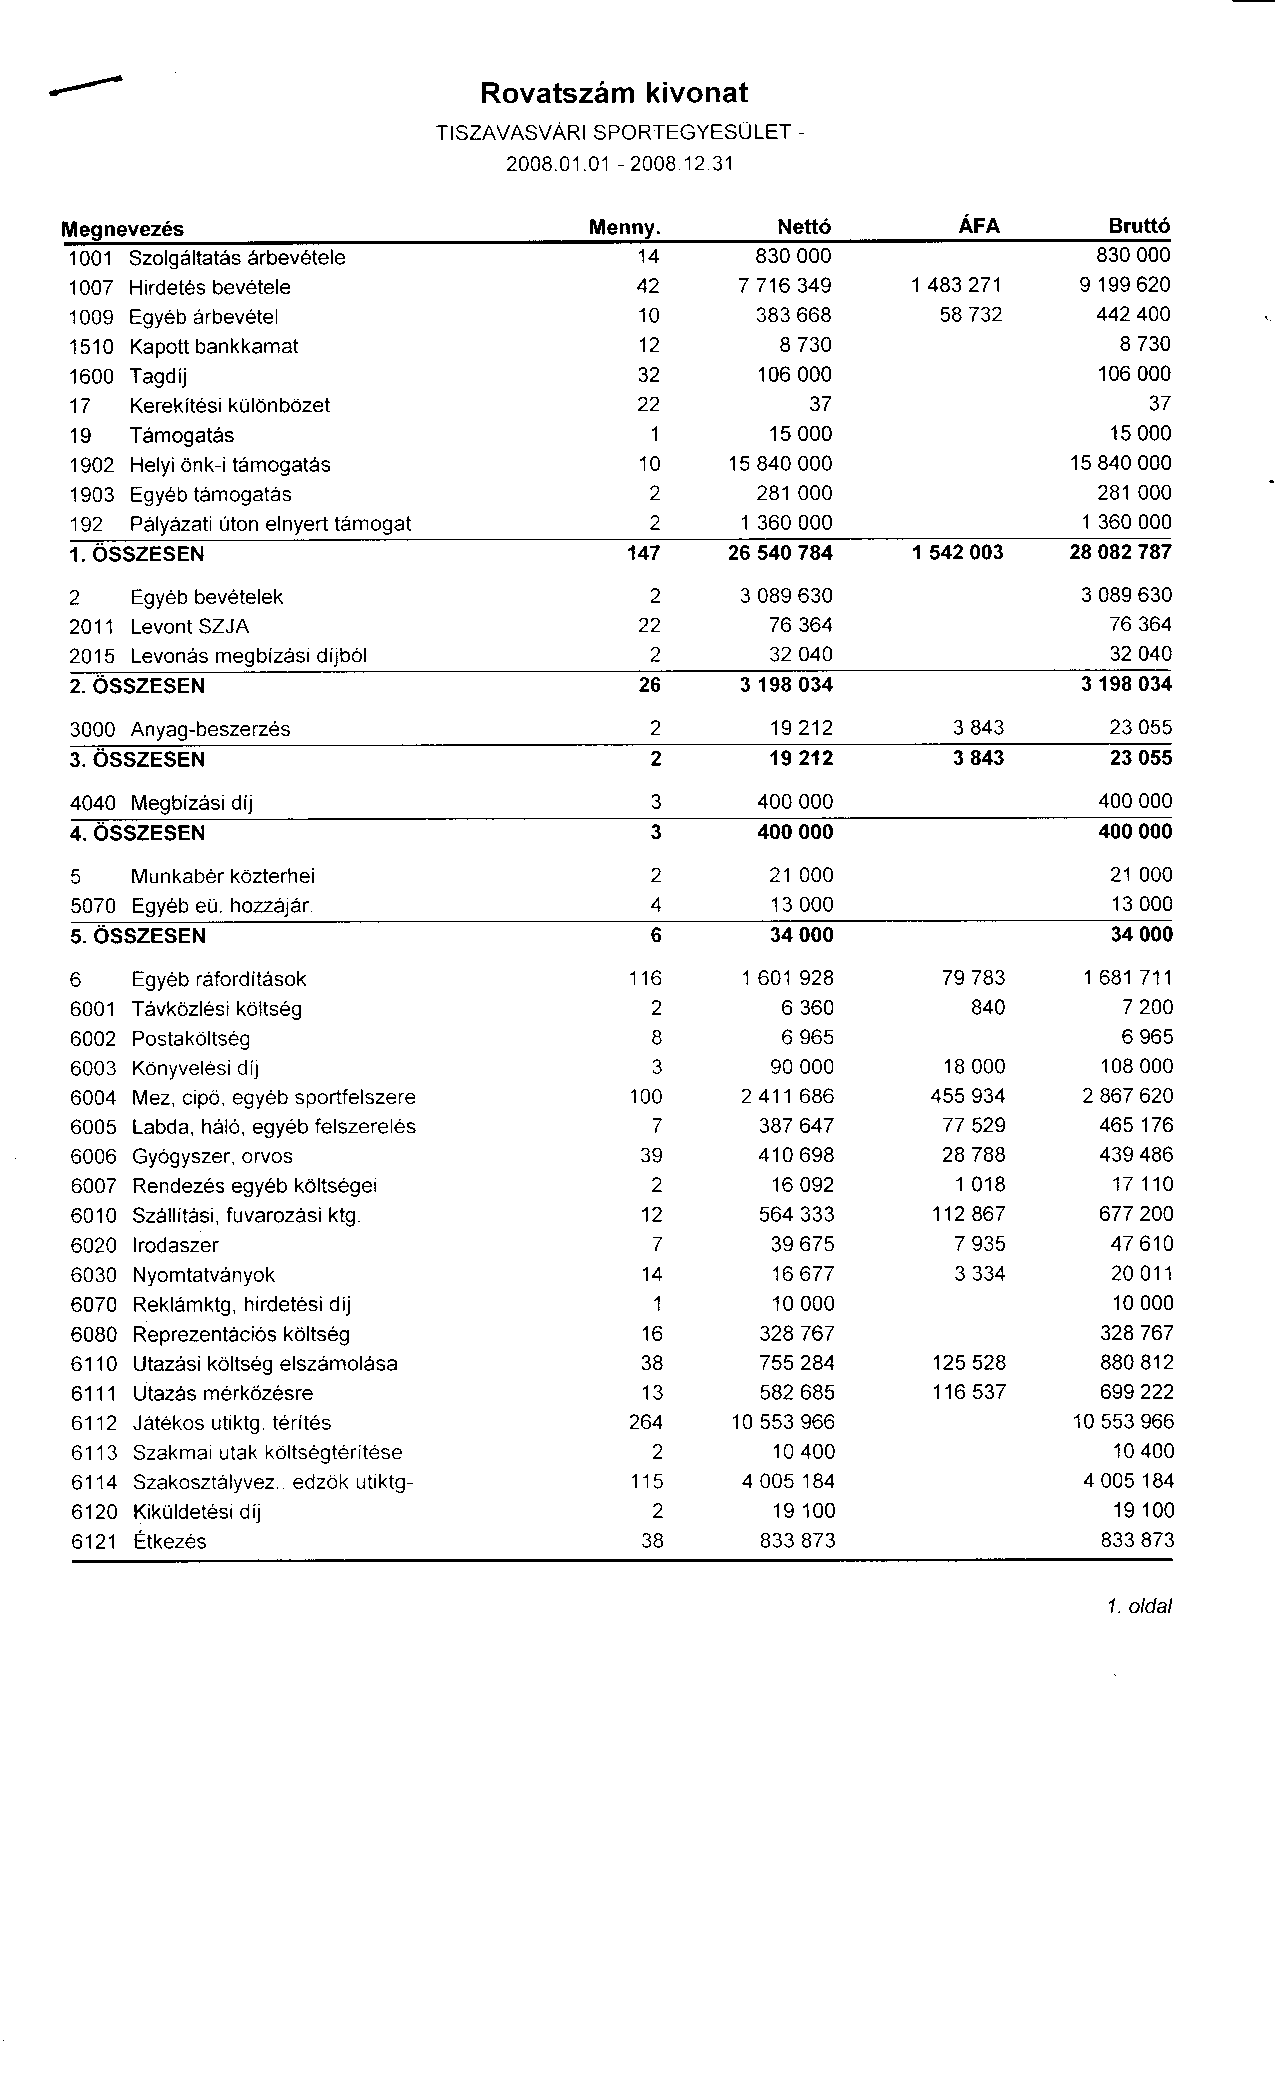 Rovatszám kivonat
TISZAVASVÁRI SPORTEGYESÜLET -
2008.01.01 - 2008.12.31
Megnevezés Menny. Nettó ÁFA Bruttó
1001 Szolgáltatás árbevétele 14 830 000 830 000
1007 Hirdetés bevétele 42 7 716 349 1 483 271 9 199 620
1009 Egyéb árbevétel 10 383 668 58 732 442 400
1510 Kapott bankkamat 12 8 730 8 730
1600 Tagdíj 32 106 000 106 000
17 Kerekítési különbözet 22 37 37
19 Támogatás 1 15 000 15 000
1902 Helyi önk-i támogatás 10 15 840 000 15 840 000
1903 Egyéb támogatás 2 281 000 281 000
192 Pályázati úton elnyert támogat 2 1 360 000 1 360 000
1. ÖSSZESEN 147 26 540 784 1 542 003 28 082 787
2 Egyéb bevételek 2 3 089 630 3 089 630
2011 Levont SZJA 22 76 364 76 364
2015 Levonás megbízási díjból 2 32 040 32 040
2. ÖSSZESEN 26 3 198 034 3 198 034
3000 Anyag-beszerzés 2 19 212 3 843 23 055
3. ÖSSZESEN 2 19 212 3 843 23 055
4040 Megbízási díj 3 400 000 400 000
4. ÖSSZESEN 3 400 000 400 000
5 Munkabér közterhei 2 21 000 21 000
5070 Egyéb eü. hozzájár. 4 13 000 13 000
5. ÖSSZESEN 6 34 000 34 000
6 Egyéb ráfordítások 116 1 601 928 79 783 1 681 711
6001 Távközlési költség 2 6 360 840 7 200
6002 Postaköltség 8 6 965 6 965
6003 Könyvelési díj 3 90 000 18 000 108 000
6004 Mez, cipő, egyéb sportfelszere 100 2 411 686 455 934 2 867 620
6005 Labda, háló, egyéb felszerelés 7 387 647 77 529 465 176
6006 Gyógyszer, orvos 39 410 698 28 788 439 486
6007 Rendezés egyéb költségei 2 16 092 1 018 17 110
6010 Szállítási, fuvarozási ktg. 12 564 333 112 867 677 200
6020 Irodaszer 7 39 675 7 935 47 610
6030 Nyomtatványok 14 16 677 3 334 20 011
6070 Reklámktg, hirdetési díj 1 10 000 10 000
6080 Reprezentációs költség 16 328 767 328 767
6110 Utazási költség elszámolása 38 755 284 125 528 880 812
6111 Utazás mérkőzésre 13 582 685 116 537 699 222
6112 Játékos utiktg. térítés 264 10 553 966 10 553 966
6113 Szakmai utak költségtérítése 2 10 400 10 400
6114 Szakosztályvez., edzők utiktg- 115 4 005 184 4 005 184
6120 Kiküldetési díj 2 19 100 19 100
6121 Étkezés 38 833 873 833 873
1. oldal